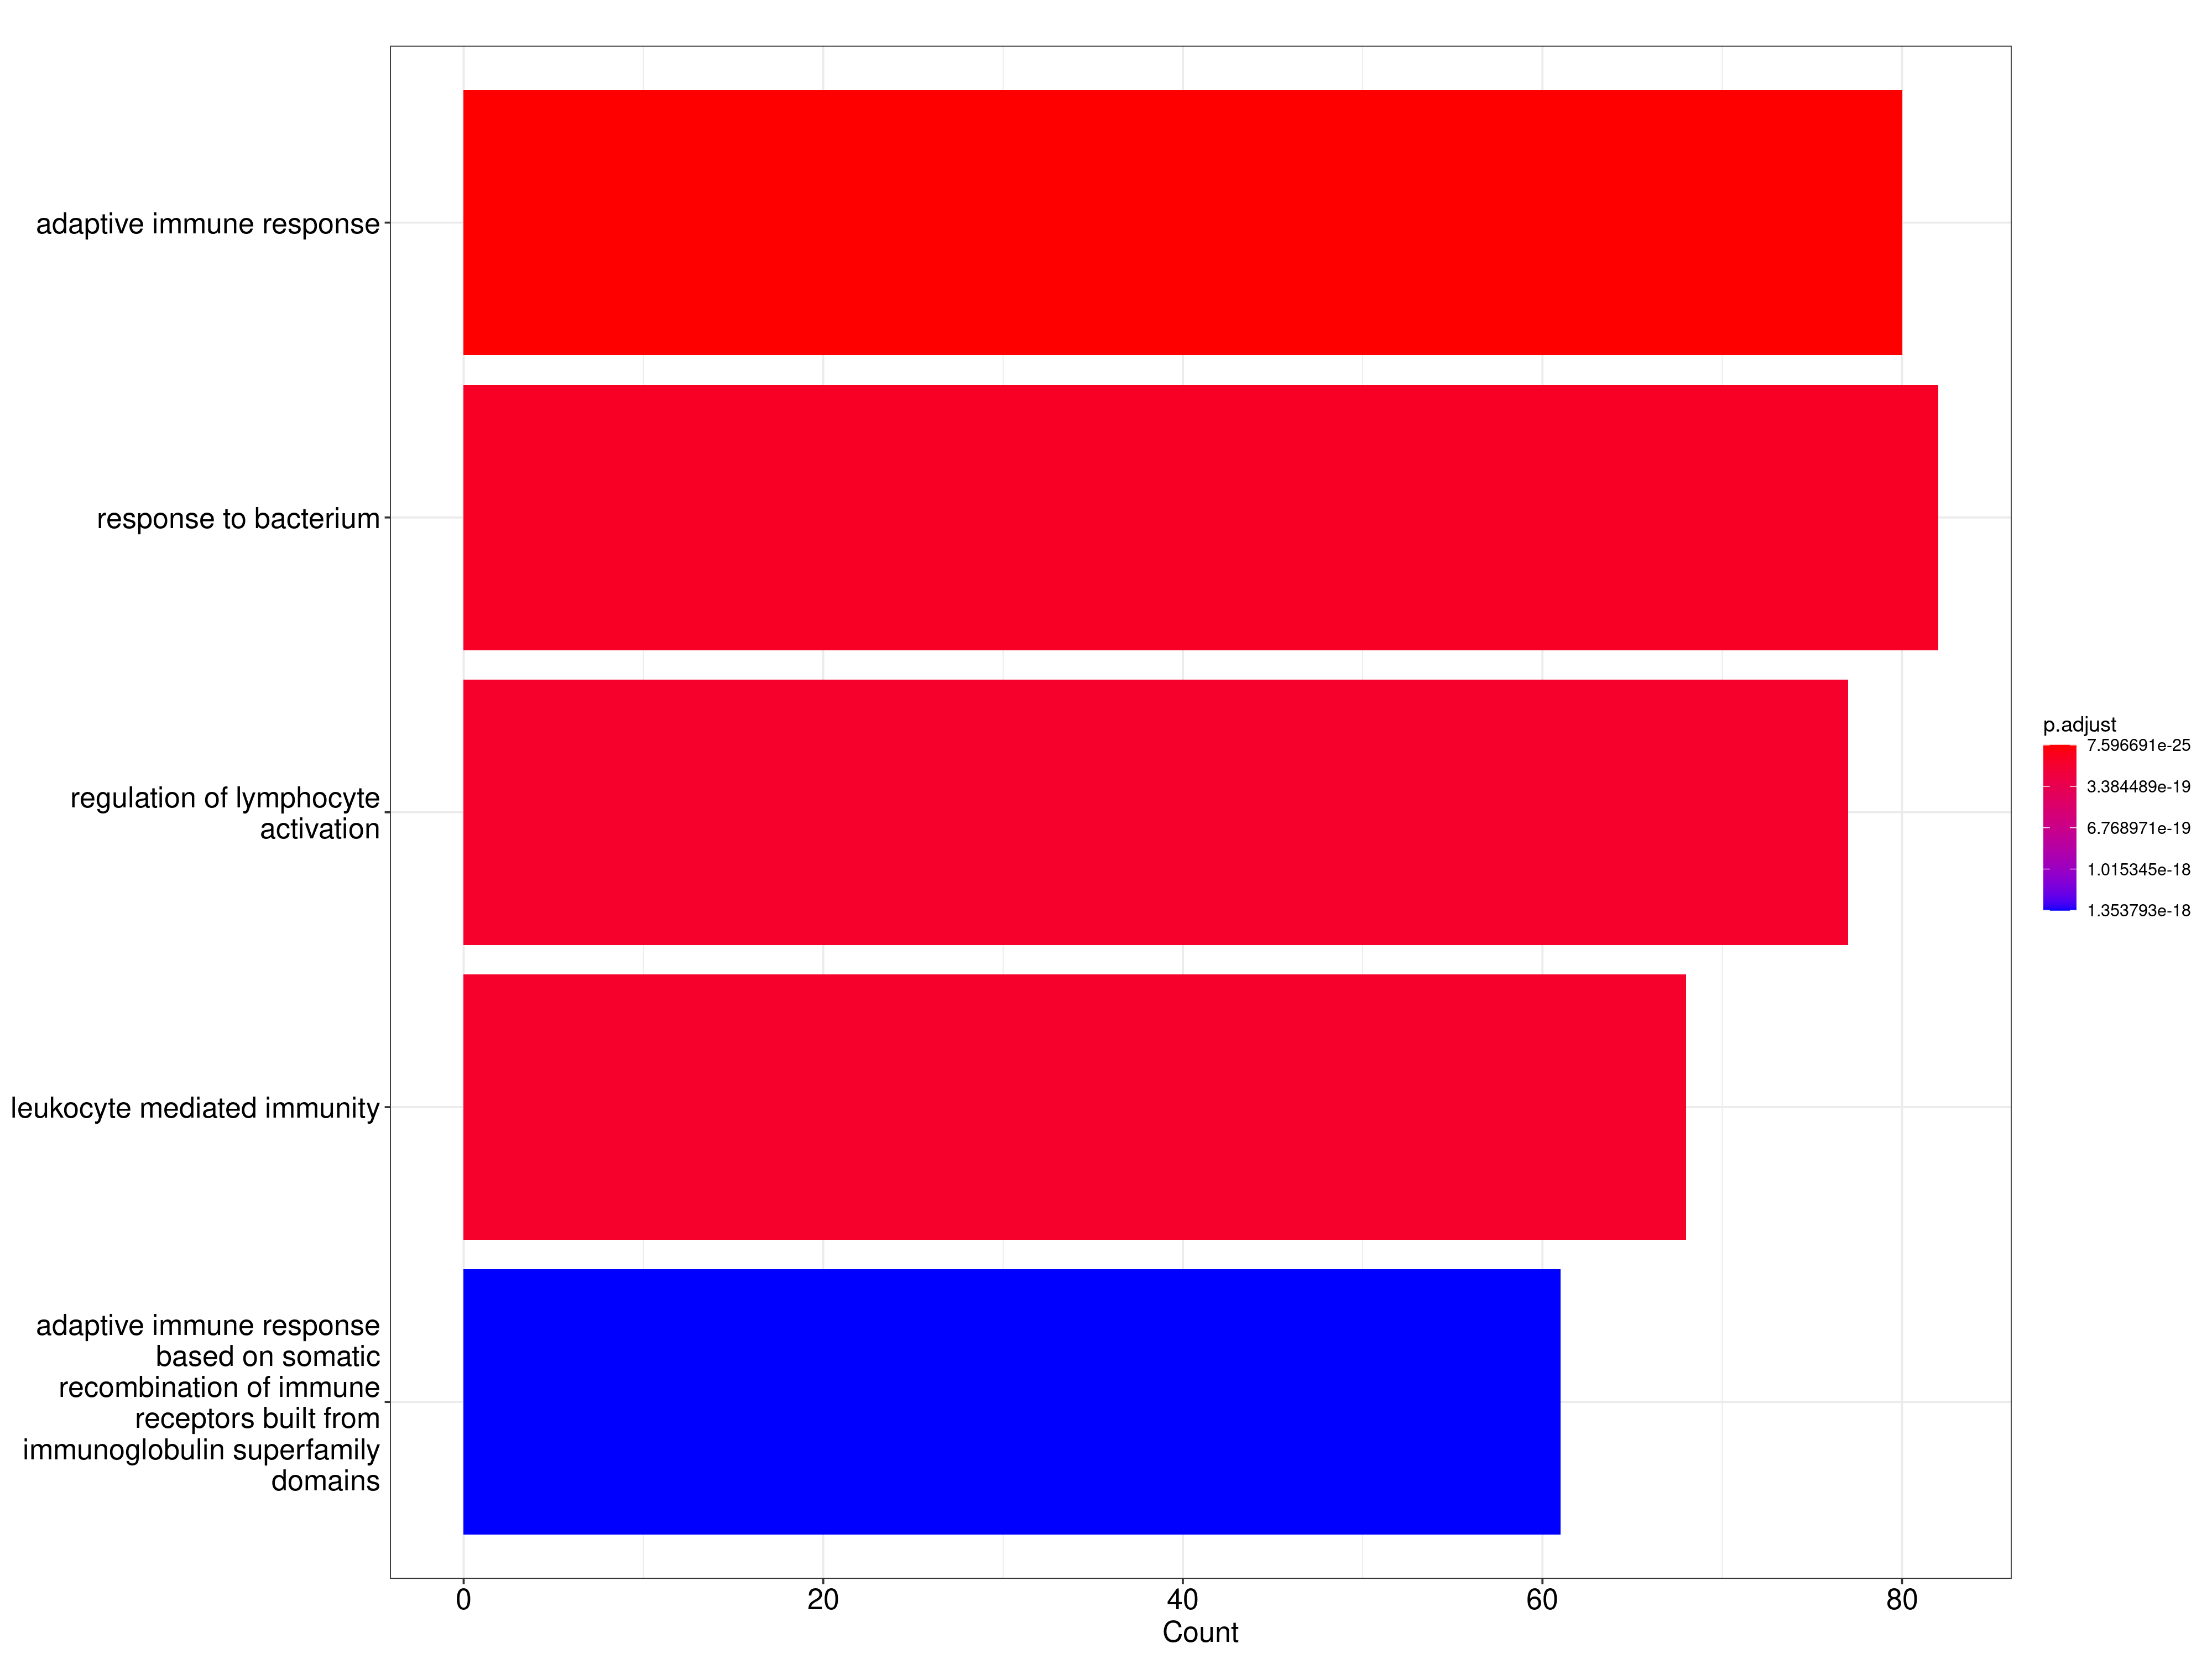 adaptive immune response
response to bacterium
regulation of lymphocyte
activation
leukocyte mediated immunity
adaptive immune response
based on somatic
recombination of immune
receptors built from
immunoglobulin superfamily
domains
0 20 40 60 80
Count
p.adjust
7.596691e-25
3.384489e-19
6.768971e-19
1.015345e-18
1.353793e-18